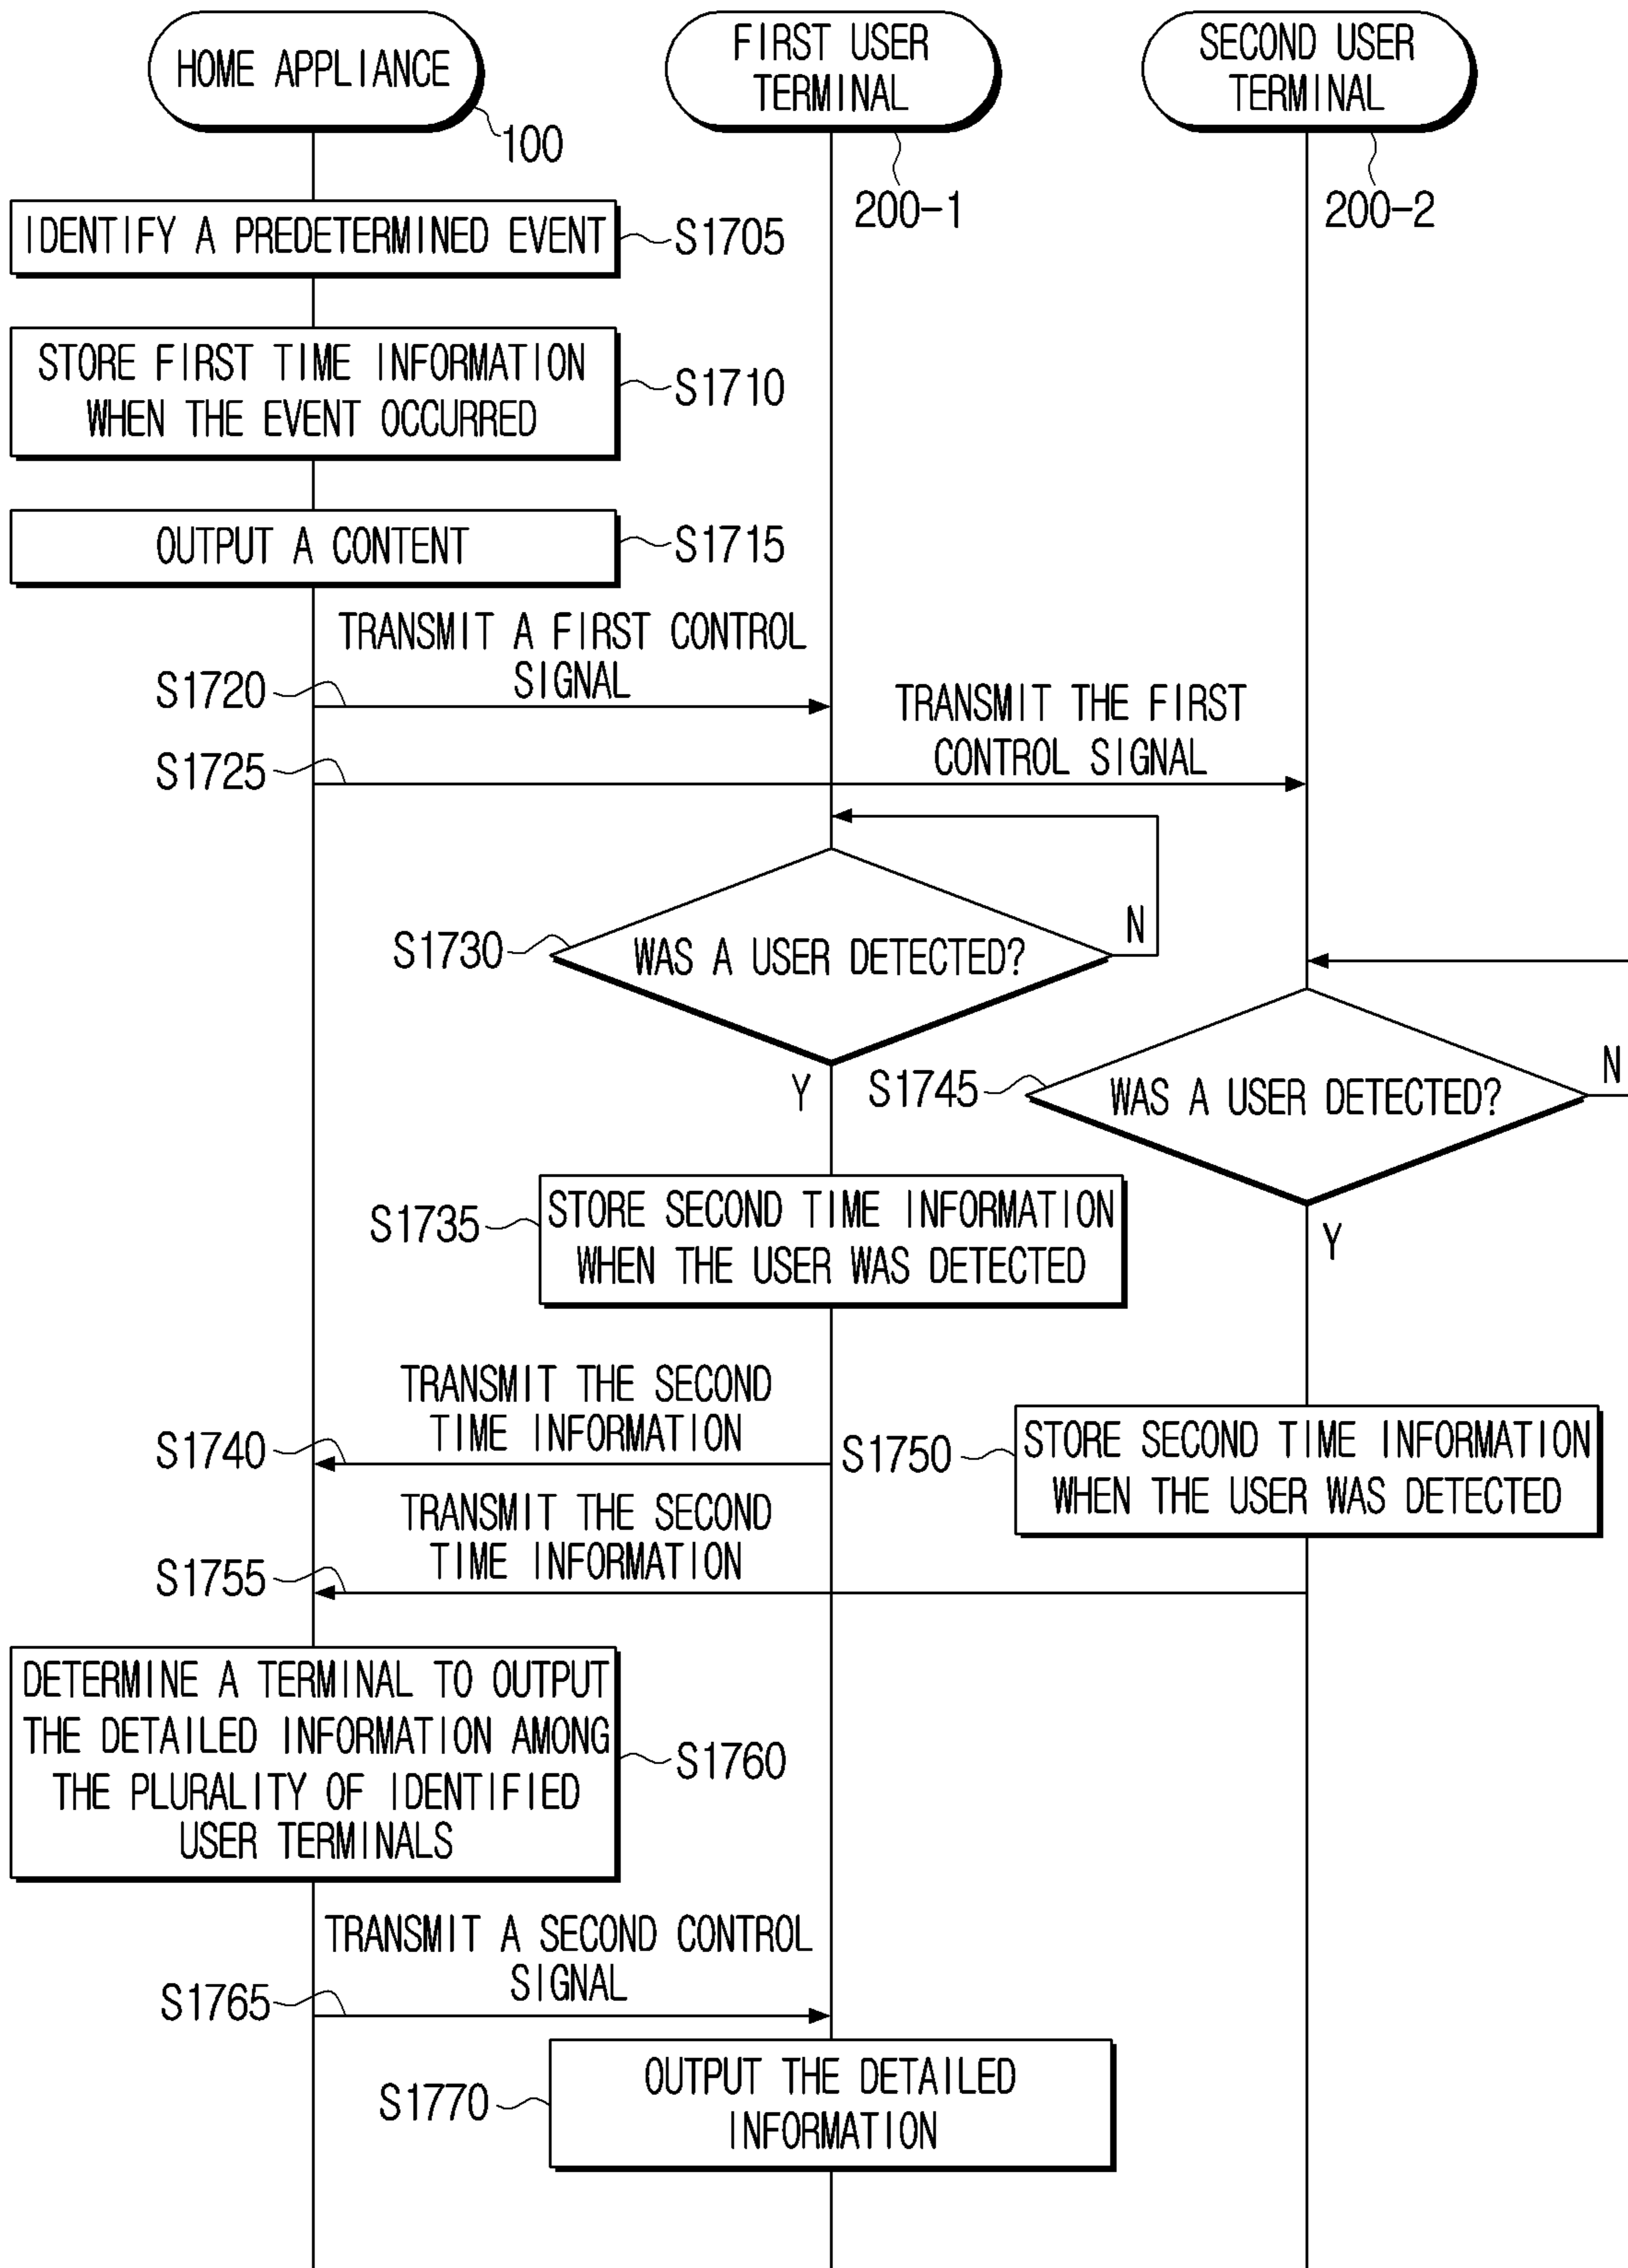 HOME APPLIANCE
100
FIRST USER
TERMINAL
200-1
SECOND USER
TERMINAL
200-2
IDENTIFY A PREDETERMINED EVENT
S1705
STORE FIRST TIME INFORMATION
WHEN THE EVENT OCCURRED
S1710
OUTPUT A CONTENT
S1715
TRANSMIT A FIRST CONTROL
SIGNAL
S1720
TRANSMIT THE FIRST
CONTROL SIGNAL
S1725
S1730
WAS A USER DETECTED?
N
Y
S1745
WAS A USER DETECTED?
N
Y
S1735
STORE SECOND TIME INFORMATION
WHEN THE USER WAS DETECTED
TRANSMIT THE SECOND
TIME INFORMATION
S1740
S1750
STORE SECOND TIME INFORMATION
WHEN THE USER WAS DETECTED
TRANSMIT THE SECOND
TIME INFORMATION
S1755
DETERMINE A TERMINAL TO OUTPUT
THE DETAILED INFORMATION AMONG
THE PLURALITY OF IDENTIFIED
USER TERMINALS
S1760
TRANSMIT A SECOND CONTROL
SIGNAL
S1765
S1770
OUTPUT THE DETAILED
INFORMATION